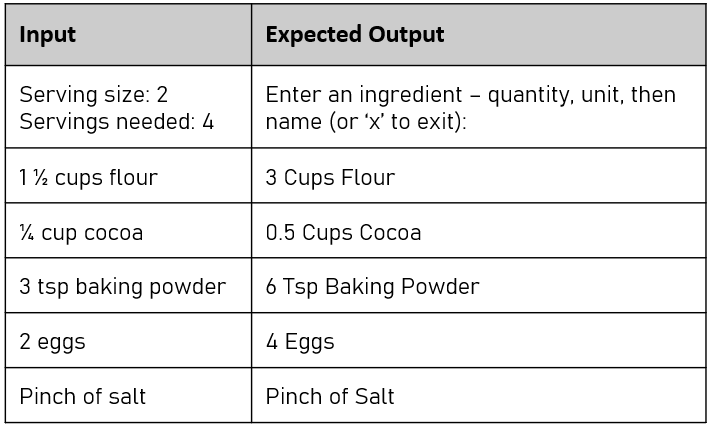 Input
Expected Output
Serving size: 2
Servings needed: 4
Enter an ingredient – quantity, unit, then
name (or ‘x’ to exit):
1 ½ cups flour
3 Cups Flour
¼ cup cocoa
0.5 Cups Cocoa
3 tsp baking powder
6 Tsp Baking Powder
2 eggs
4 Eggs
Pinch of salt
Pinch of Salt